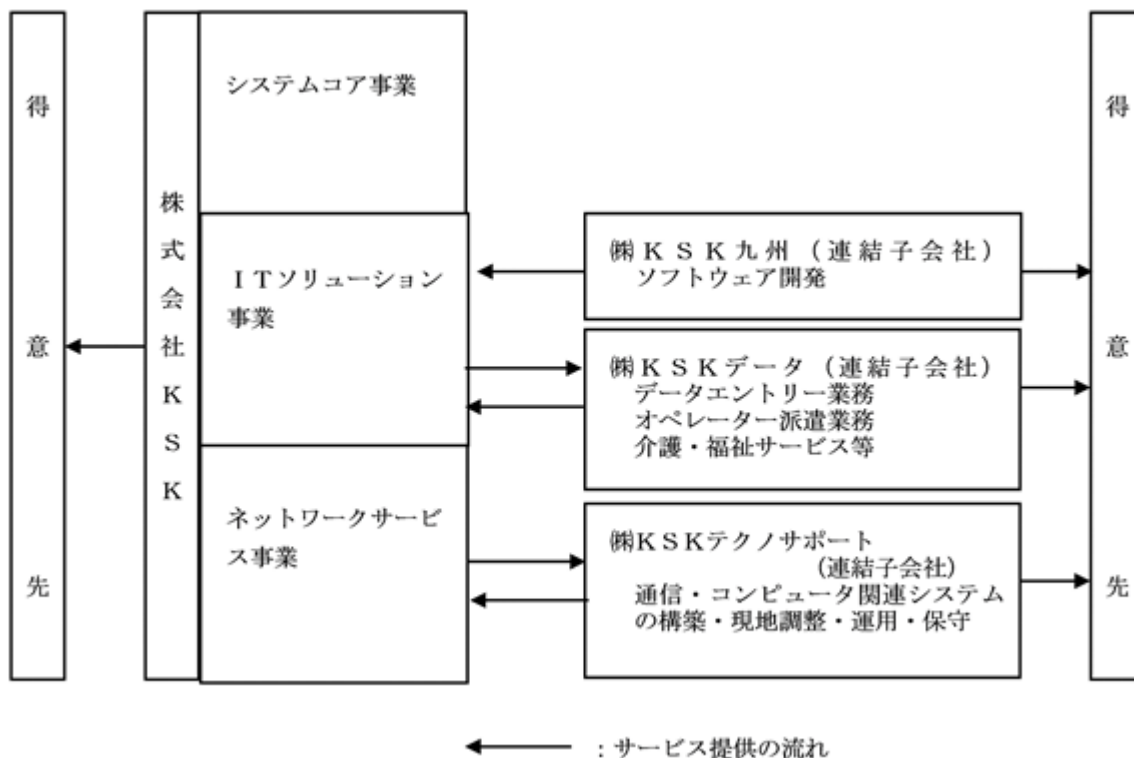 得意先
株式会社KSK
システムコア事業
ITソリューション
事業
ネットワークサービ
ス事業
㈱KSK九州(連結子会社)
ソフトウェア開発
㈱KSKデータ(連結子会社)
データエントリー業務
オペレーター派遣業務
介護・福祉サービス等
㈱KSKテクノサポート
(連結子会社)
通信・コンピュータ関連システム
の構築・現地調整・運用・保守
得意先
:サービス提供の流れ